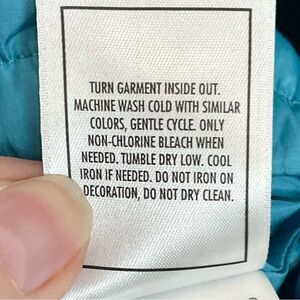 TURN GARMENT INSIDE OUT.
MACHINE WASH COLD WITH SIMILAR
COLORS, GENTLE CYCLE. ONLY
NON-CHLORINE BLEACH WHEN
NEEDED. TUMBLE DRY LOW. COOL
IRON IF NEEDED. DO NOT IRON ON
DECORATION, DO NOT DRY CLEAN.